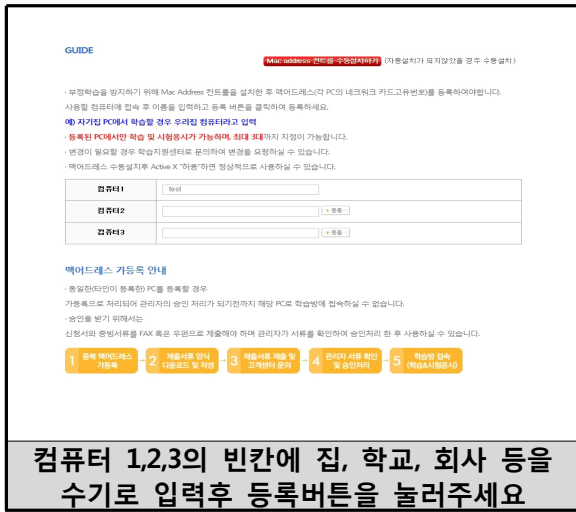 GUIDE
Mac address 컨트롤 수동설치하기 (자동설치가 되지않았을 경우 수동설치)
· 부정학습을 방지하기 위해 Mac Address 컨트롤을 설치한 후 맥어드레스(각 PC의 네크워크 카드고유번호)를 등록하여야합니다.
사용할 컴퓨터에 접속 후 이름을 입력하고 등록 버튼을 클릭하여 등록하세요.
예) 자기집 PC에서 학습할 경우 우리집 컴퓨터라고 입력
· 등록된 PC에서만 학습 및 시험응시가 가능하며, 최대 3대까지 지정이 가능합니다.
· 변경이 필요할 경우 학습지원센터로 문의하여 변경을 요청하실 수 있습니다.
· 맥어드레스 수동설치후 Active X "허용"하면 정상적으로 사용하실 수 있습니다.
컴퓨터1 test
컴퓨터2 등록
컴퓨터3 등록
맥어드레스 가등록 안내
· 동일한(타인이 등록한) PC를 등록할 경우
가등록으로 처리되어 관리자의 승인 처리가 되기전까지 해당 PC로 학습방에 접속하실 수 없습니다.
· 승인을 받기 위해서는
신청서와 증빙서류를 FAX 혹은 우편으로 제출해야 하며 관리자가 서류를 확인하여 승인처리 한 후 사용하실 수 있습니다.
1 중복 맥어드레스 가등록
2 제출서류 양식 다운로드 및 작성
3 제출서류 제출 및 고객센터 문의
4 관리자 서류 확인 및 승인처리
5 학습방 접속 (학습&시험응시)
컴퓨터 1,2,3의 빈칸에 집, 학교, 회사 등을
수기로 입력후 등록버튼을 눌러주세요